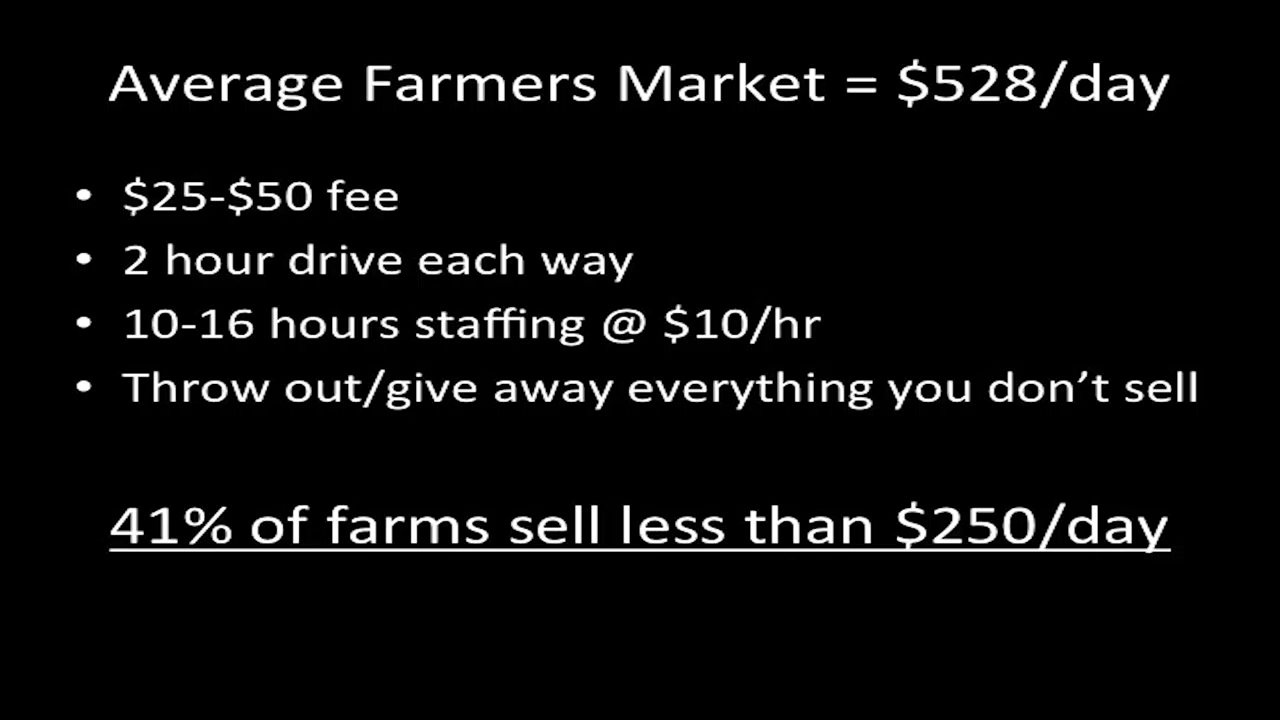 Average Farmers Market = $528/day
• $25-$50 fee
• 2 hour drive each way
• 10-16 hours staffing @ $10/hr
• Throw out/give away everything you don’t sell
41% of farms sell less than $250/day